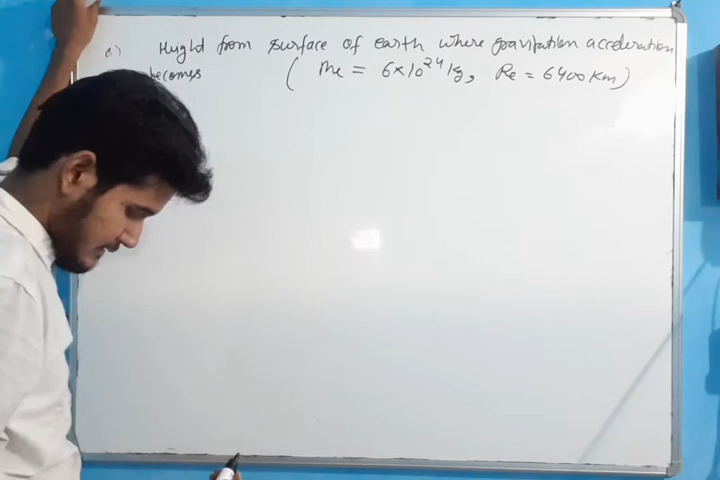 a) Hight from surface of earth where gravitation acceleration
becomes ( Me = 6×10²⁴ kg, Re = 6400 Km)